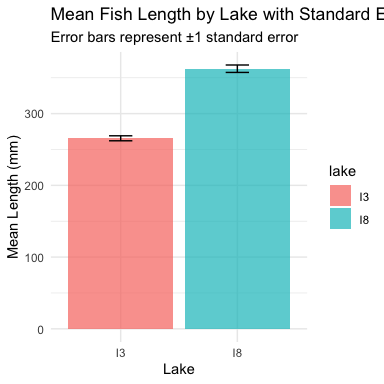 Mean Fish Length by Lake with Standard E
Error bars represent ±1 standard error
Mean Length (mm)
300
200
100
0
I3
I8
Lake
lake
I3
I8